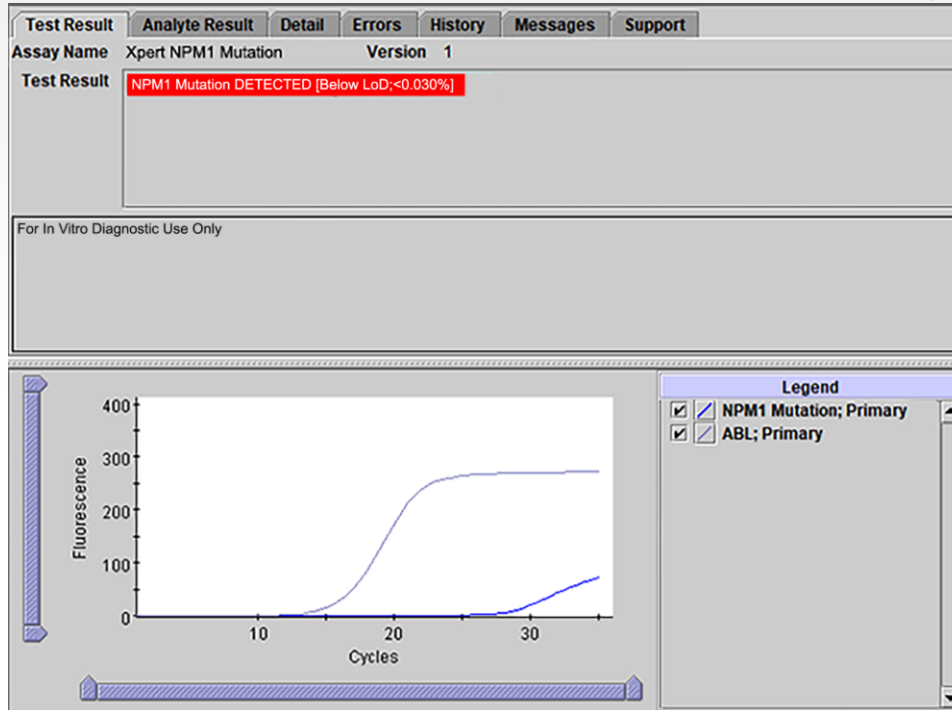 Test Result Analyte Result Detail Errors History Messages Support
Assay Name Xpert NPM1 Mutation Version 1
Test Result NPM1 Mutation DETECTED [Below LoD;<0.030%]
For In Vitro Diagnostic Use Only
Legend
NPM1 Mutation; Primary
ABL; Primary
400
300
200
100
0
Fluorescence
10 20 30
Cycles